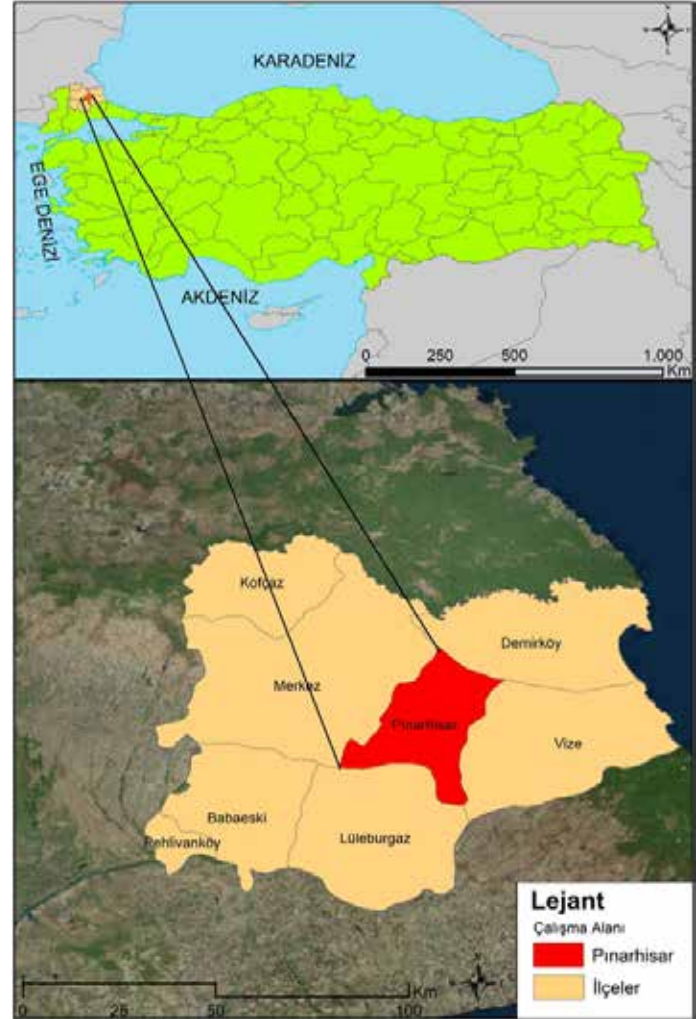 KARADENİZ
EGE DENİZİ
AKDENİZ
0 250 500 1.000
Km
Kofçaz
Demirköy
Merkez
Pınarhisar
Vize
Babaeski
Pehlivanköy
Lüleburgaz
Lejant
Çalışma Alanı
Pınarhisar
İlçeler
Km
0 25 50 100